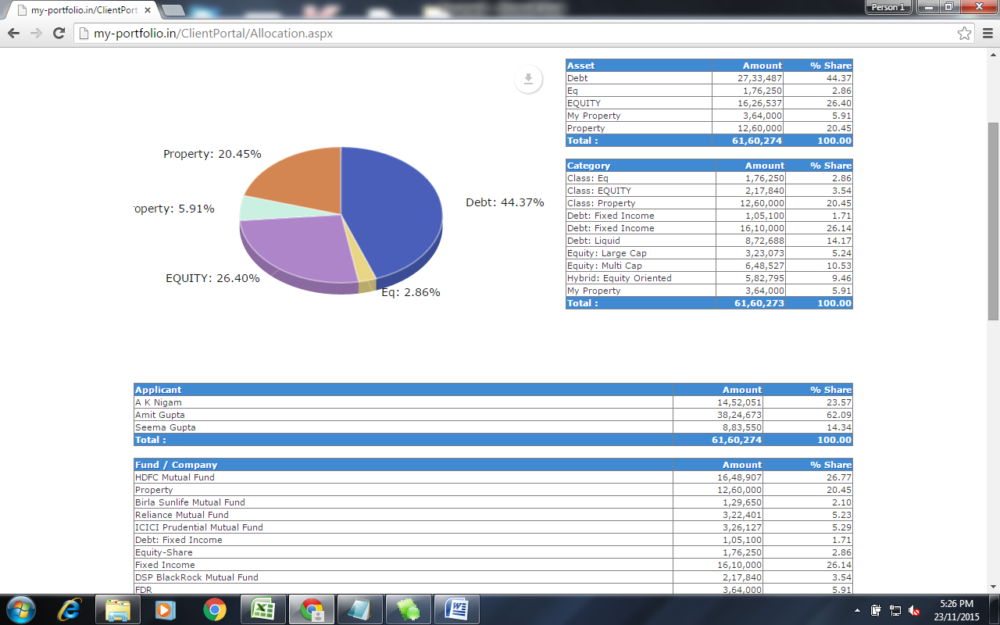 my-portfolio.in/ClientPort
Person 1
my-portfolio.in/ClientPortal/Allocation.aspx
Property: 20.45%
roperty: 5.91%
Debt: 44.37%
EQUITY: 26.40%
Eq: 2.86%
Asset Amount % Share
Debt 27,33,487 44.37
Eq 1,76,250 2.86
EQUITY 16,26,537 26.40
My Property 3,64,000 5.91
Property 12,60,000 20.45
Total : 61,60,274 100.00
Category Amount % Share
Class: Eq 1,76,250 2.86
Class: EQUITY 2,17,840 3.54
Class: Property 12,60,000 20.45
Debt: Fixed Income 1,05,100 1.71
Debt: Fixed Income 16,10,000 26.14
Debt: Liquid 8,72,688 14.17
Equity: Large Cap 3,23,073 5.24
Equity: Multi Cap 6,48,527 10.53
Hybrid: Equity Oriented 5,82,795 9.46
My Property 3,64,000 5.91
Total : 61,60,273 100.00
Applicant Amount % Share
A K Nigam 14,52,051 23.57
Amit Gupta 38,24,673 62.09
Seema Gupta 8,83,550 14.34
Total : 61,60,274 100.00
Fund / Company Amount % Share
HDFC Mutual Fund 16,48,907 26.77
Property 12,60,000 20.45
Birla Sunlife Mutual Fund 1,29,650 2.10
Reliance Mutual Fund 3,22,401 5.23
ICICI Prudential Mutual Fund 3,26,127 5.29
Debt: Fixed Income 1,05,100 1.71
Equity-Share 1,76,250 2.86
Fixed Income 16,10,000 26.14
DSP BlackRock Mutual Fund 2,17,840 3.54
FDR 3,64,000 5.91
5:26 PM
23/11/2015